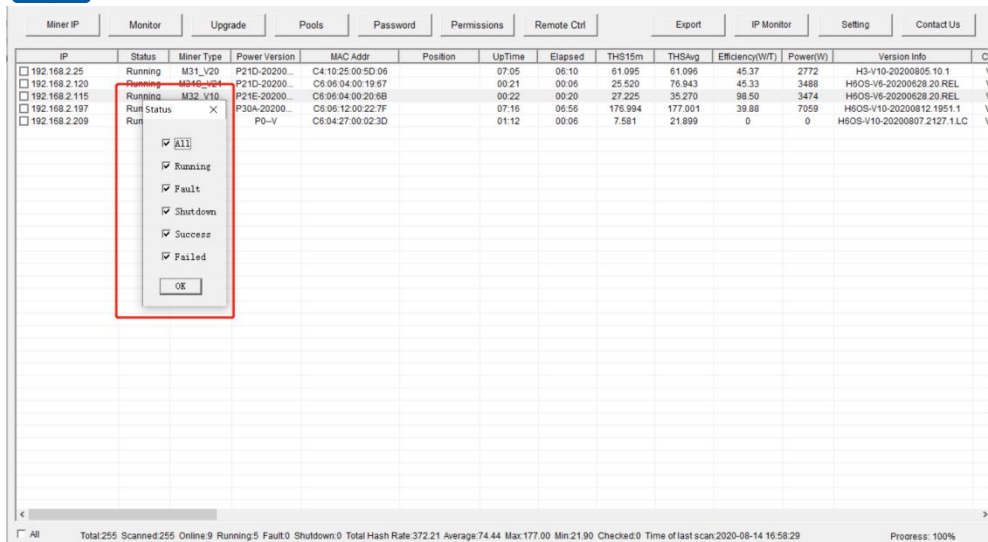 Miner IP Monitor Upgrade Pools Password Permissions Remote Ctrl Export IP Monitor Setting Contact Us
IP Status Miner Type Power Version MAC Addr Position UpTime Elapsed THS15m THSAvg Efficiency(W/T) Power(W) Version Info
192.168.2.25 Running M31_V20 P21D-20200... C4:10:25:00:5D:06 07:05 06:10 61.095 61.096 45.37 2772 H3-V10-20200805.10.1
192.168.2.120 Running M31S_V21 P21D-20200... C6:06:04:00:19:67 00:21 00:06 25.520 76.943 45.33 3488 H6OS-V6-20200628.20.REL
192.168.2.115 Running M32_V10 P21E-20200... C6:06:04:00:20:6B 00:22 00:20 27.225 35.270 98.50 3474 H6OS-V6-20200628.20.REL
192.168.2.197 Run P30A-20200... C6:06:12:00:22:7F 07:16 06:56 176.994 177.001 39.88 7059 H6OS-V10-20200812.1951.1
192.168.2.209 Run P0--V C6:04:27:00:02:3D 01:12 00:06 7.581 21.899 0 0 H6OS-V10-20200807.2127.1.LC
Status
All
Running
Fault
Shutdown
Success
Failed
OK
All Total:255 Scanned:255 Online:9 Running:5 Fault:0 Shutdown:0 Total Hash Rate:372.21 Average:74.44 Max:177.00 Min:21.90 Checked:0 Time of last scan:2020-08-14 16:58:29 Progress: 100%